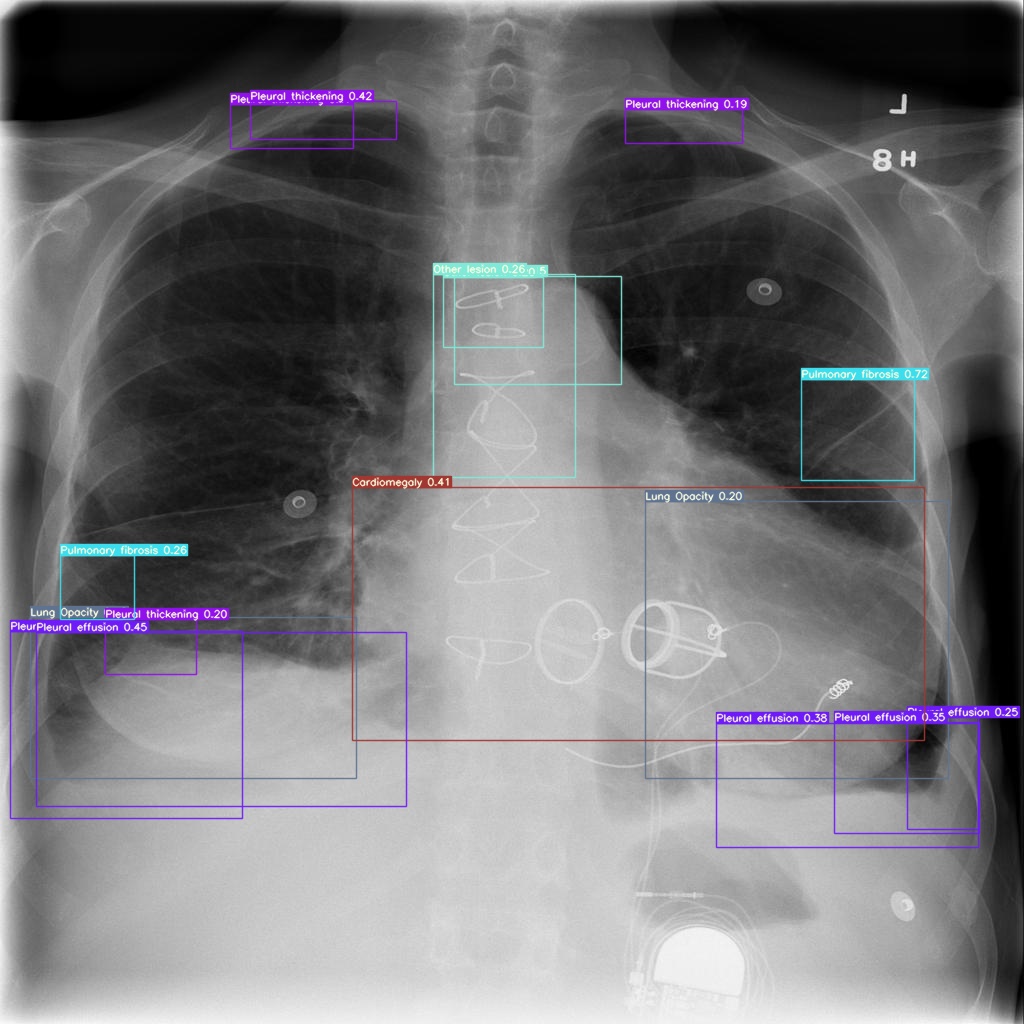 Pleural thickening 0.42
Pleural thickening 0.19
L
8 H
Other lesion 0.26
Pulmonary fibrosis 0.72
Cardiomegaly 0.41
Lung Opacity 0.20
Pulmonary fibrosis 0.26
Lung Opacity
Pleural thickening 0.20
Pleural effusion 0.45
effusion 0.25
Pleural effusion 0.38
Pleural effusion 0.35